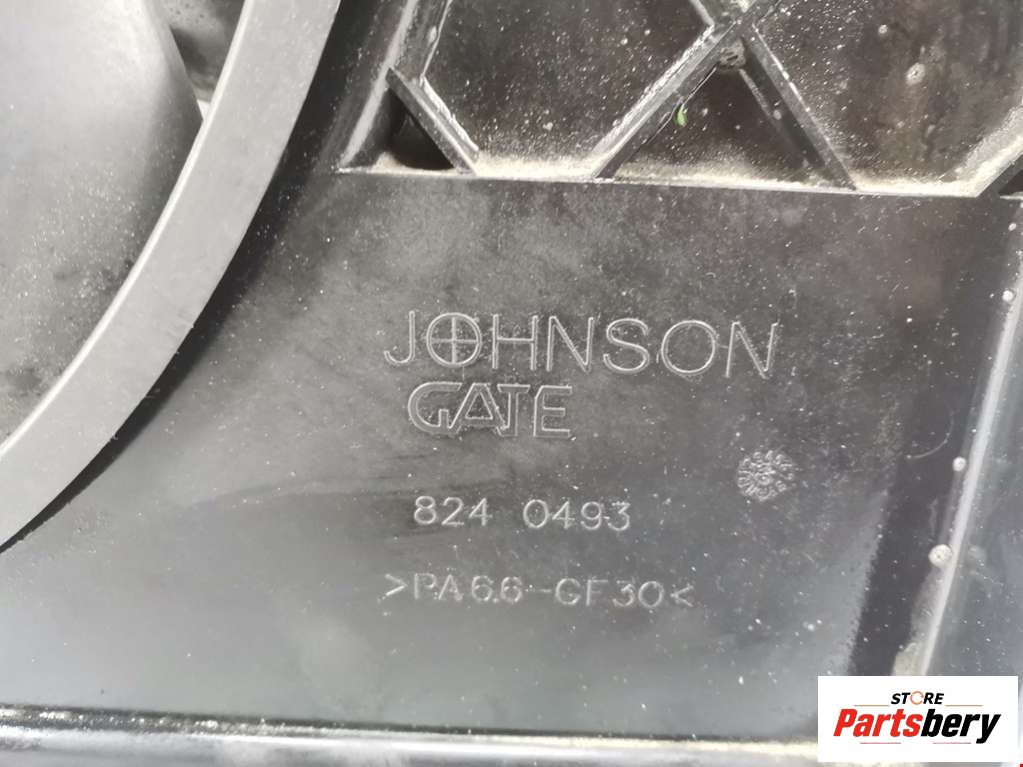 JOHNSON
GATE
824 0493
>PA6.6-GF30<
STORE
Partsbery